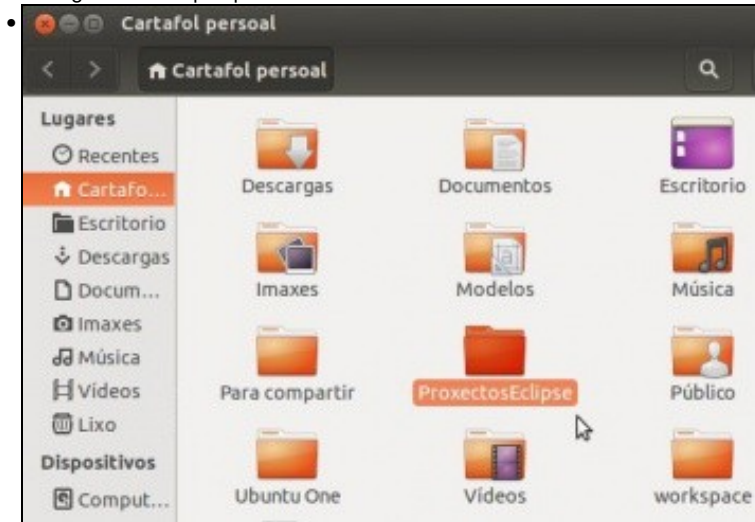 Cartafol persoal
Cartafol persoal
Lugares
Recentes
Cartafo...
Escritorio
Descargas
Docum...
Imaxes
Música
Vídeos
Lixo
Dispositivos
Comput...
Descargas
Documentos
Escritorio
Imaxes
Modelos
Música
Para compartir
ProxectosEclipse
Público
Ubuntu One
Vídeos
workspace